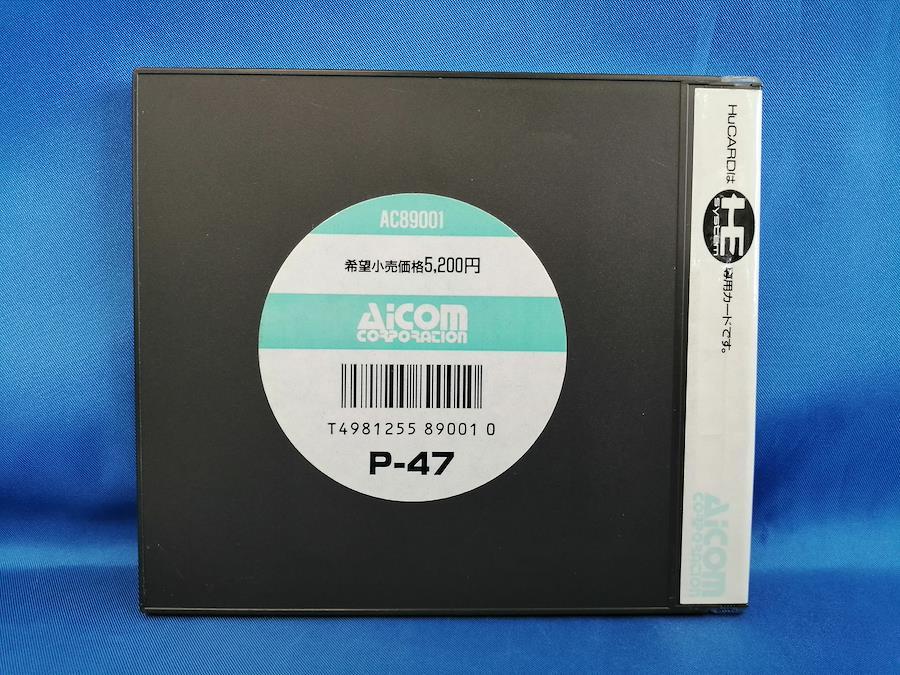 AC89001
希望小売価格5,200円
AiCOM
CORPORATION
T4981255 89001 0
P-47
HuCARDは
HE
SYSTEM
専用カードです。
AiCOM
CORPORATION